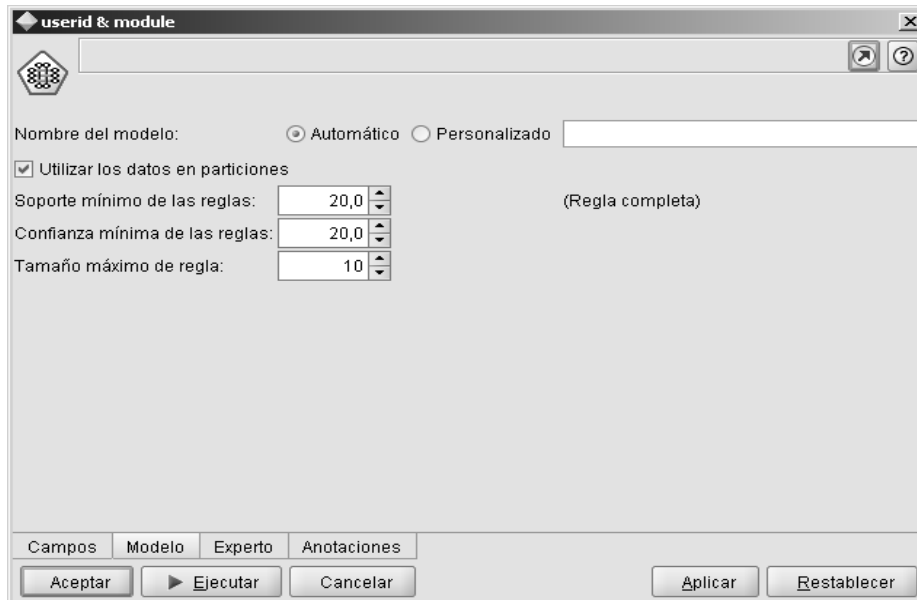 userid & module
Nombre del modelo: Automático Personalizado
Utilizar los datos en particiones
Soporte mínimo de las reglas: 20,0 (Regla completa)
Confianza mínima de las reglas: 20,0
Tamaño máximo de regla: 10
Campos Modelo Experto Anotaciones
Aceptar Ejecutar Cancelar Aplicar Restablecer